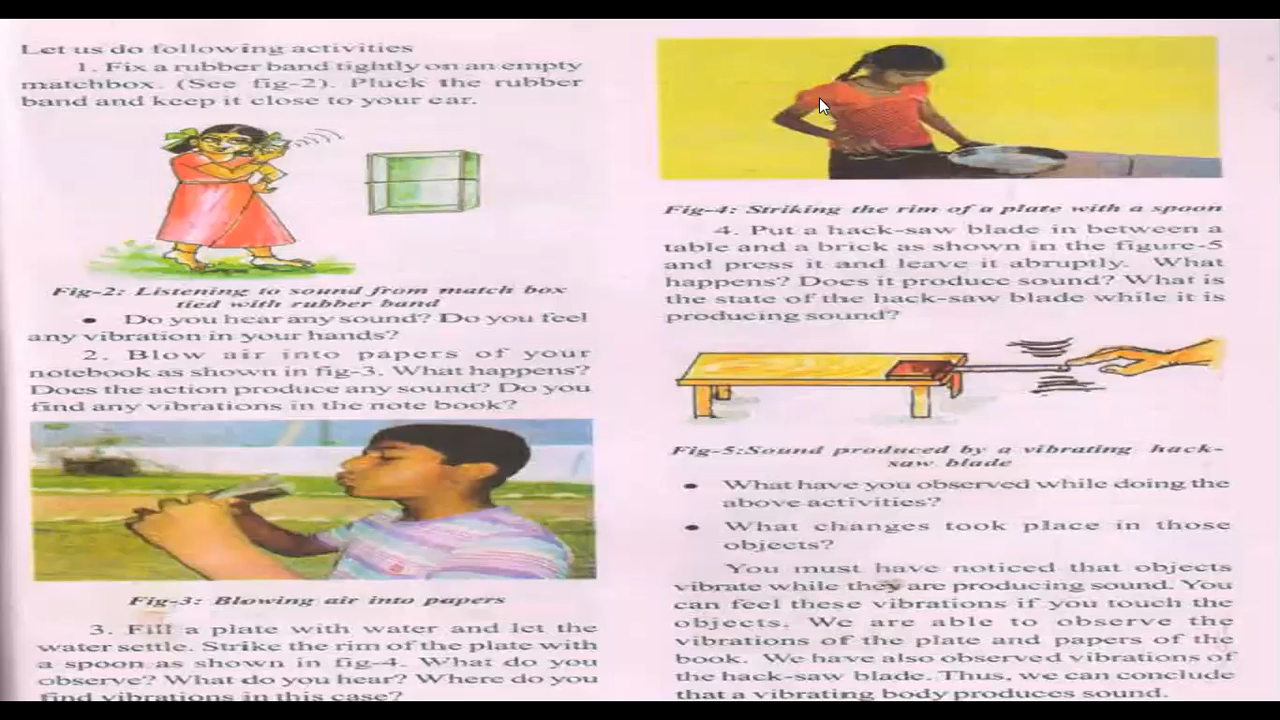 Let us do following activities
1. Fix a rubber band tightly on an empty
matchbox. (See fig-2). Pluck the rubber
band and keep it close to your ear.
Fig-2: Listening to sound from match box
tied with rubber band
• Do you hear any sound? Do you feel
any vibration in your hands?
2. Blow air into papers of your
notebook as shown in fig-3. What happens?
Does the action produce any sound? Do you
find any vibrations in the note book?
Fig-3: Blowing air into papers
3. Fill a plate with water and let the
water settle. Strike the rim of the plate with
a spoon as shown in fig-4. What do you
observe? What do you hear? Where do you
find vibrations in this case?
Fig-4: Striking the rim of a plate with a spoon
4. Put a hack-saw blade in between a
table and a brick as shown in the figure-5
and press it and leave it abruptly. What
happens? Does it produce sound? What is
the state of the hack-saw blade while it is
producing sound?
Fig-5:Sound produced by a vibrating hack-
saw blade
• What have you observed while doing the
above activities?
• What changes took place in those
objects?
You must have noticed that objects
vibrate while they are producing sound. You
can feel these vibrations if you touch the
objects. We are able to observe the
vibrations of the plate and papers of the
book. We have also observed vibrations of
the hack-saw blade. Thus, we can conclude
that a vibrating body produces sound.